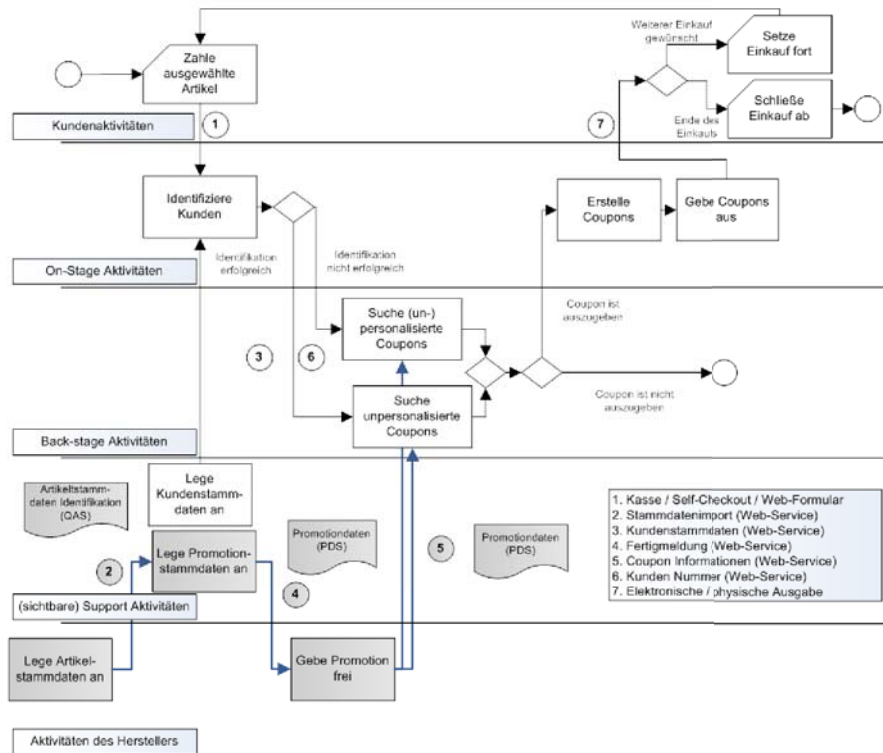 Weiterer Einkauf
gewünscht
Setze
Einkauf fort
Zahle
ausgewählte
Artikel
Schließe
Einkauf ab
Ende des
Einkaufs
Kundenaktivitäten
1
7
Identifiziere
Kunden
Erstelle
Coupons
Gebe Coupons
aus
Identifikation
erfolgreich
Identifikation
nicht erfolgreich
On-Stage Aktivitäten
Suche (un-)
personalisierte
Coupons
Coupon ist
auszugeben
3
6
Suche
unpersonalisierte
Coupons
Coupon ist nicht
auszugeben
Back-stage Aktivitäten
Artikelstamm-
daten Identifikation
(QAS)
Lege
Kundenstamm-
daten an
Promotiondaten
(PDS)
5
Promotiondaten
(PDS)
1. Kasse / Self-Checkout / Web-Formular
2. Stammdatenimport (Web-Service)
3. Kundenstammdaten (Web-Service)
4. Fertigmeldung (Web-Service)
5. Coupon Informationen (Web-Service)
6. Kunden Nummer (Web-Service)
7. Elektronische / physische Ausgabe
2
Lege Promotion-
stammdaten an
4
(sichtbare) Support Aktivitäten
Lege Artikel-
stammdaten an
Gebe Promotion
frei
Aktivitäten des Herstellers